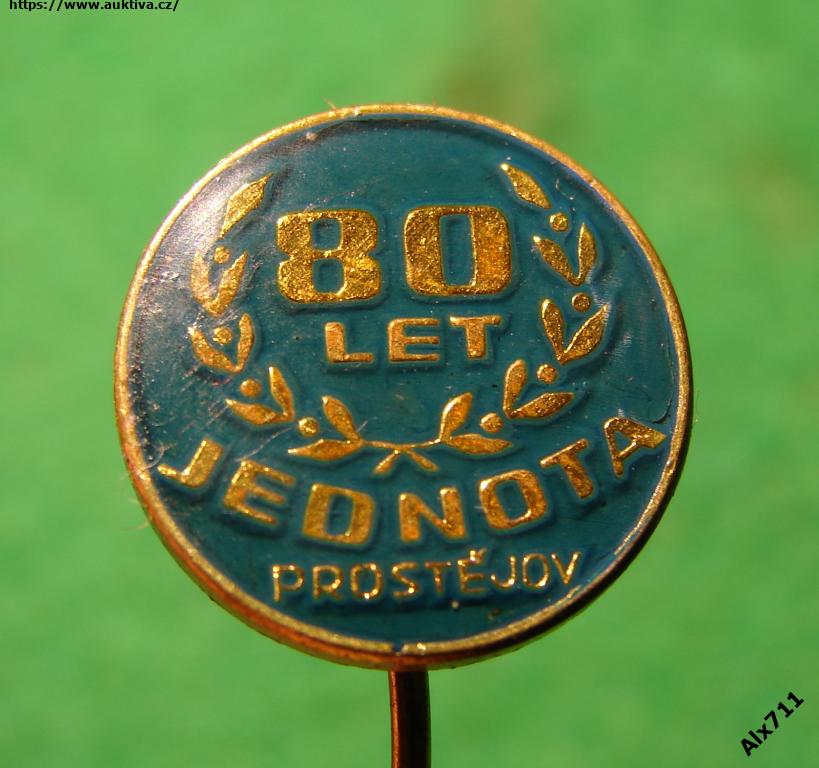 https://www.auktiva.cz/
80
LET
JEDNOTA
PROSTĚJOV
Alx711